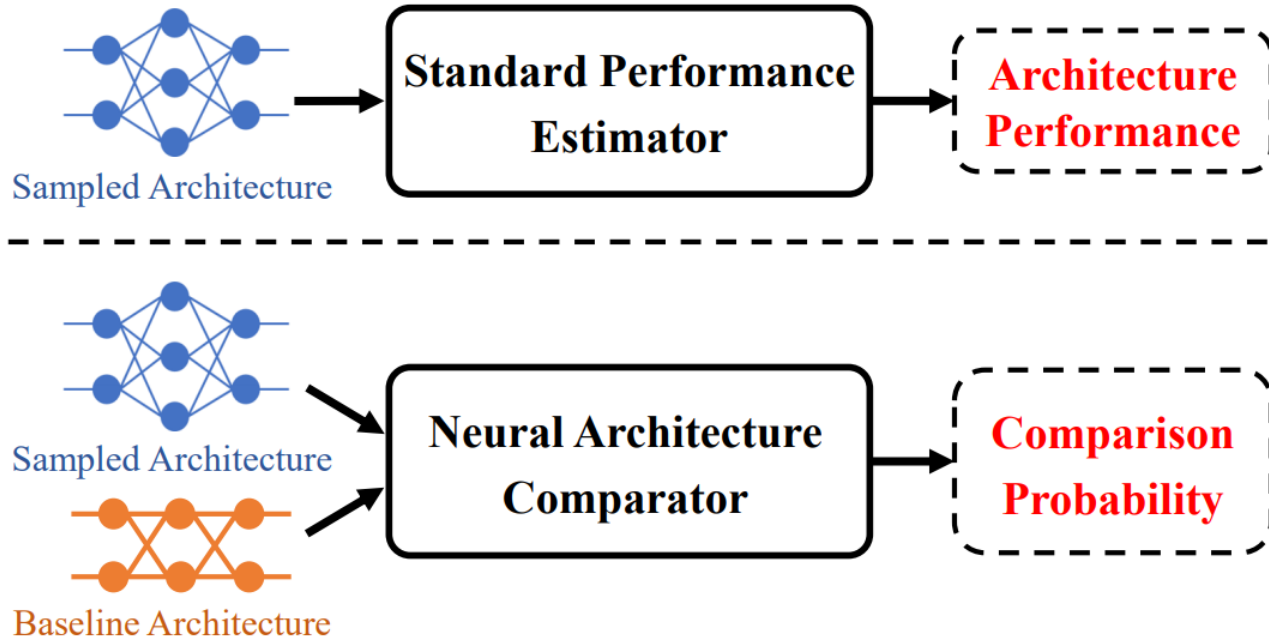 Sampled Architecture
Standard Performance
Estimator
Architecture
Performance
Sampled Architecture
Baseline Architecture
Neural Architecture
Comparator
Comparison
Probability